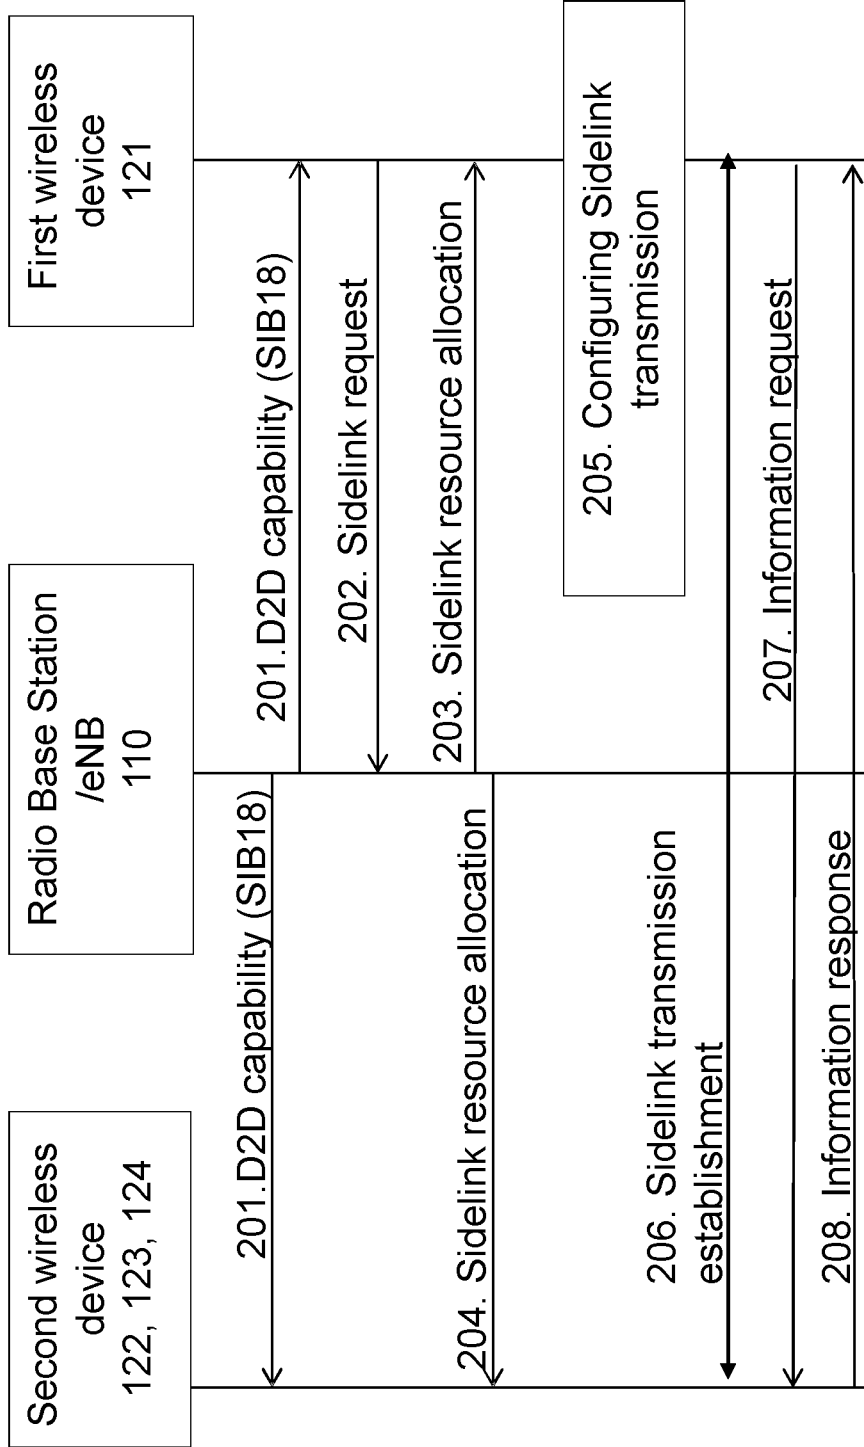 Second wireless
device
122, 123, 124
Radio Base Station
/eNB
110
First wireless
device
121
201.D2D capability (SIB18)
201.D2D capability (SIB18)
202. Sidelink request
203. Sidelink resource allocation
204. Sidelink resource allocation
205. Configuring Sidelink
transmission
206. Sidelink transmission
establishment
207. Information request
208. Information response